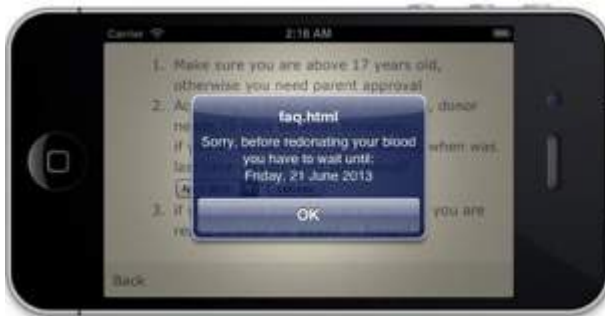 Carrier 2:16 AM
1. Make sure you are above 17 years old,
otherwise you need parent approval
2. donor
faq.html
Sorry, before redonating your blood
you have to wait until:
Friday, 21 June 2013
if when was
OK
3. if you are
Back